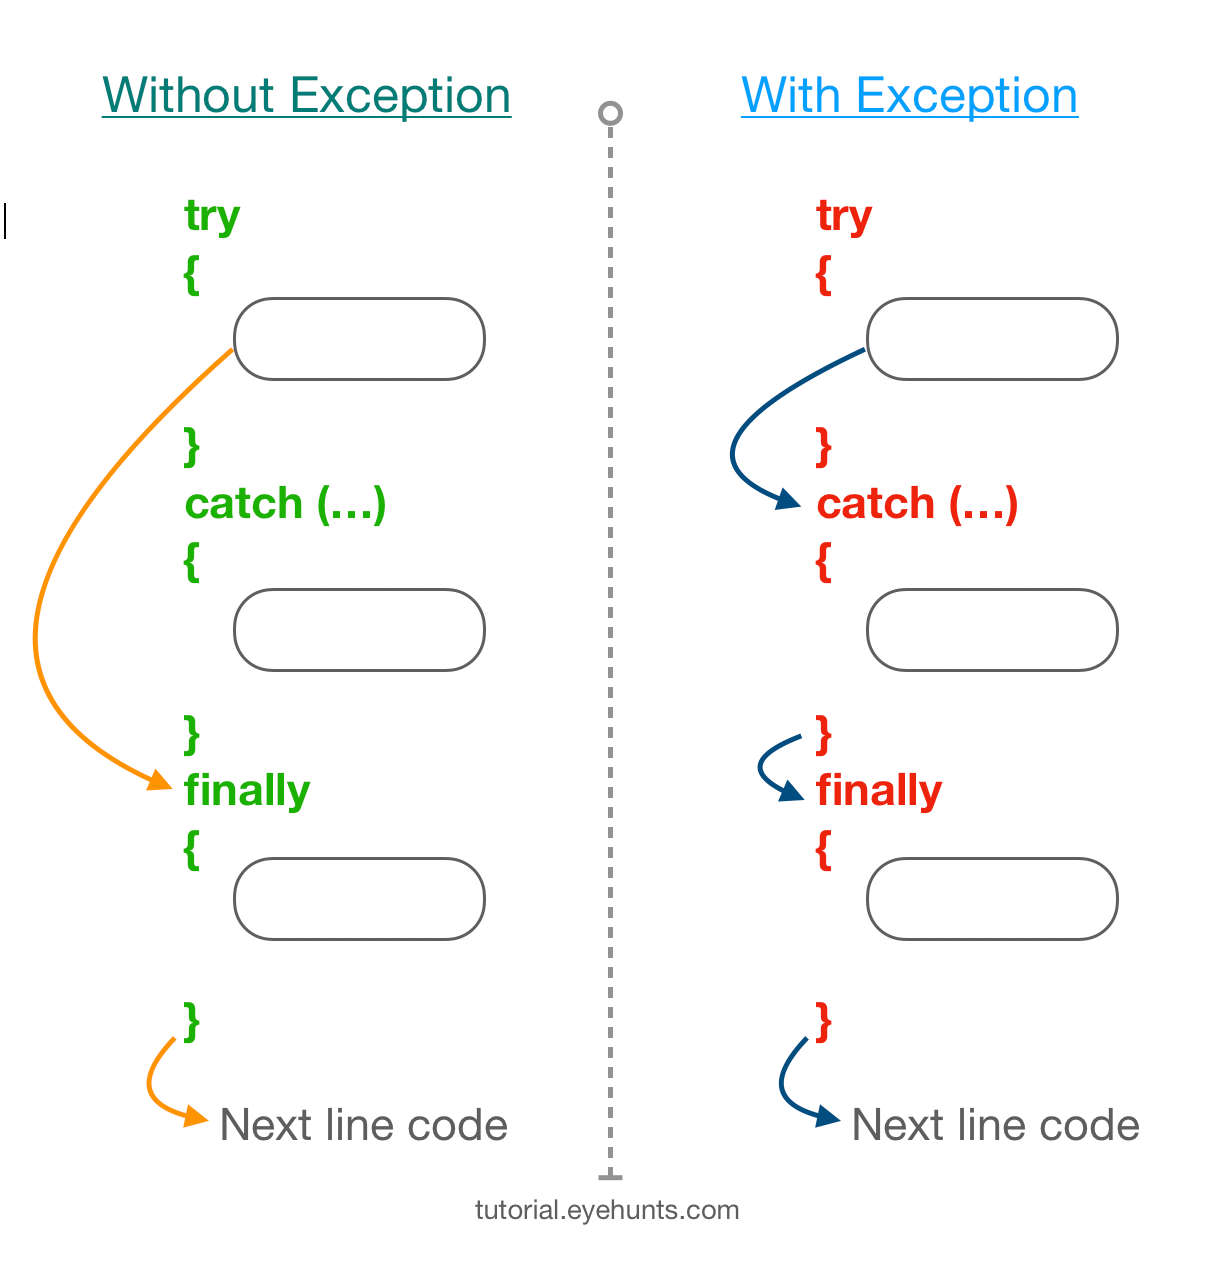 Without Exception
try
{
}
catch (...)
{
}
finally
{
}
Next line code
With Exception
try
{
}
catch (...)
{
}
finally
{
}
Next line code
tutorial.eyehunts.com